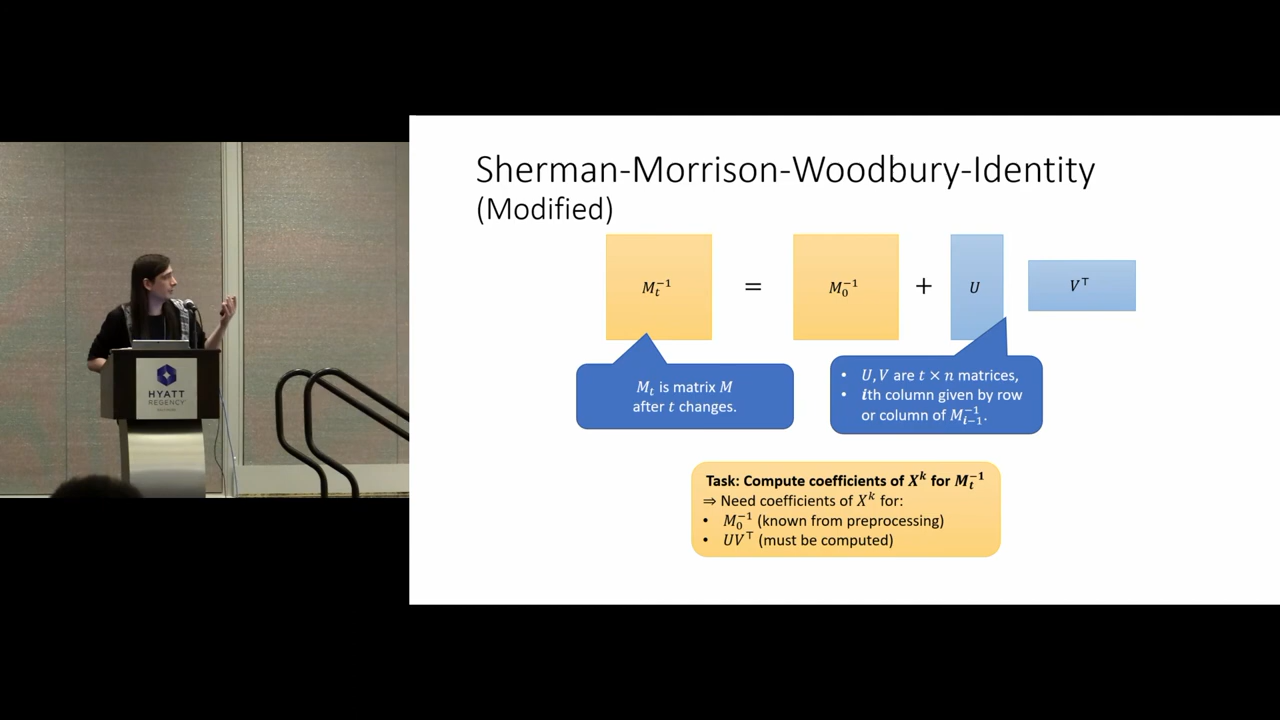 Sherman-Morrison-Woodbury-Identity
(Modified)
M_t^{-1} = M_0^{-1} + U V^⊤
M_t is matrix M
after t changes.
• U, V are t × n matrices,
• ith column given by row
or column of M_{i-1}^{-1}.
Task: Compute coefficients of X^k for M_t^{-1}
⇒ Need coefficients of X^k for:
• M_0^{-1} (known from preprocessing)
• UV^⊤ (must be computed)
HYATT
REGENCY